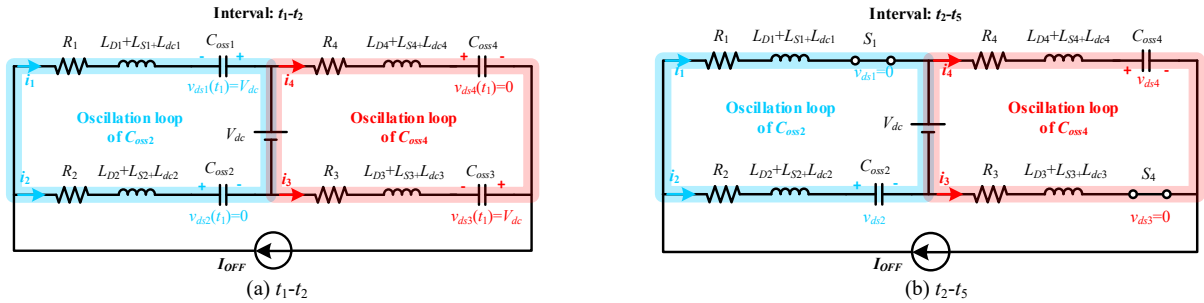 Interval: t1-t2
R1 LD1+LS1+Ldc1 Coss1 R4 LD4+LS4+Ldc4 Coss4
- + + -
i1 vds1(t1)=Vdc i4 vds4(t1)=0
Oscillation loop of Coss2
Vdc
Oscillation loop of Coss4
R2 LD2+LS2+Ldc2 Coss2 R3 LD3+LS3+Ldc3 Coss3
i2 + - i3 - +
vds2(t1)=0 vds3(t1)=Vdc
IOFF
(a) t1-t2
Interval: t2-t5
R1 LD1+LS1+Ldc1 S1 R4 LD4+LS4+Ldc4 Coss4
i1 vds1=0 i4 + -
vds4
Oscillation loop
of Coss2
Vdc
Oscillation loop
of Coss4
R2 LD2+LS2+Ldc2 Coss2 R3 LD3+LS3+Ldc3 S4
i2 + - i3
vds2 vds3=0
IOFF
(b) t2-t5